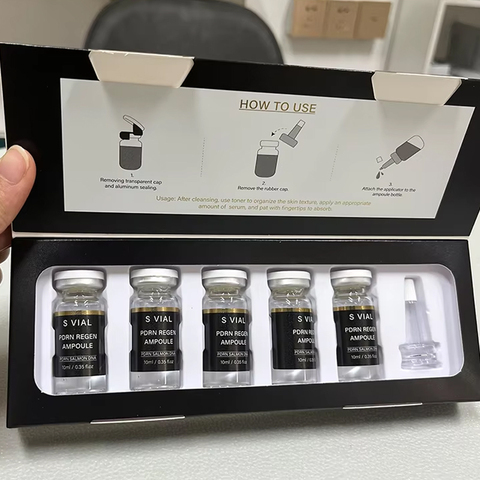 HOW TO USE
1.
Removing transparent cap
and aluminum sealing.
2.
Remove the rubber cap.
3.
Attach the applicator to the
ampoule bottle.
Usage: After cleansing, use toner to organize the skin texture, apply an appropriate
amount of serum, and pat with fingertips to absorb.
S VIAL
PDRN REGEN
AMPOULE
PDRN SALMON DNA
10ml / 0.35 fl.oz
S VIAL
PDRN REGEN
AMPOULE
PDRN SALMON DNA
10ml / 0.35 fl.oz
S VIAL
PDRN REGEN
AMPOULE
PDRN SALMON DNA
10ml / 0.35 fl.oz
S VIAL
PDRN REGEN
AMPOULE
PDRN SALMON
10ml / 0.35
S VIAL
PDRN REGEN
AMPOULE
PDRN SALMON DNA
10ml / 0.35 fl.oz